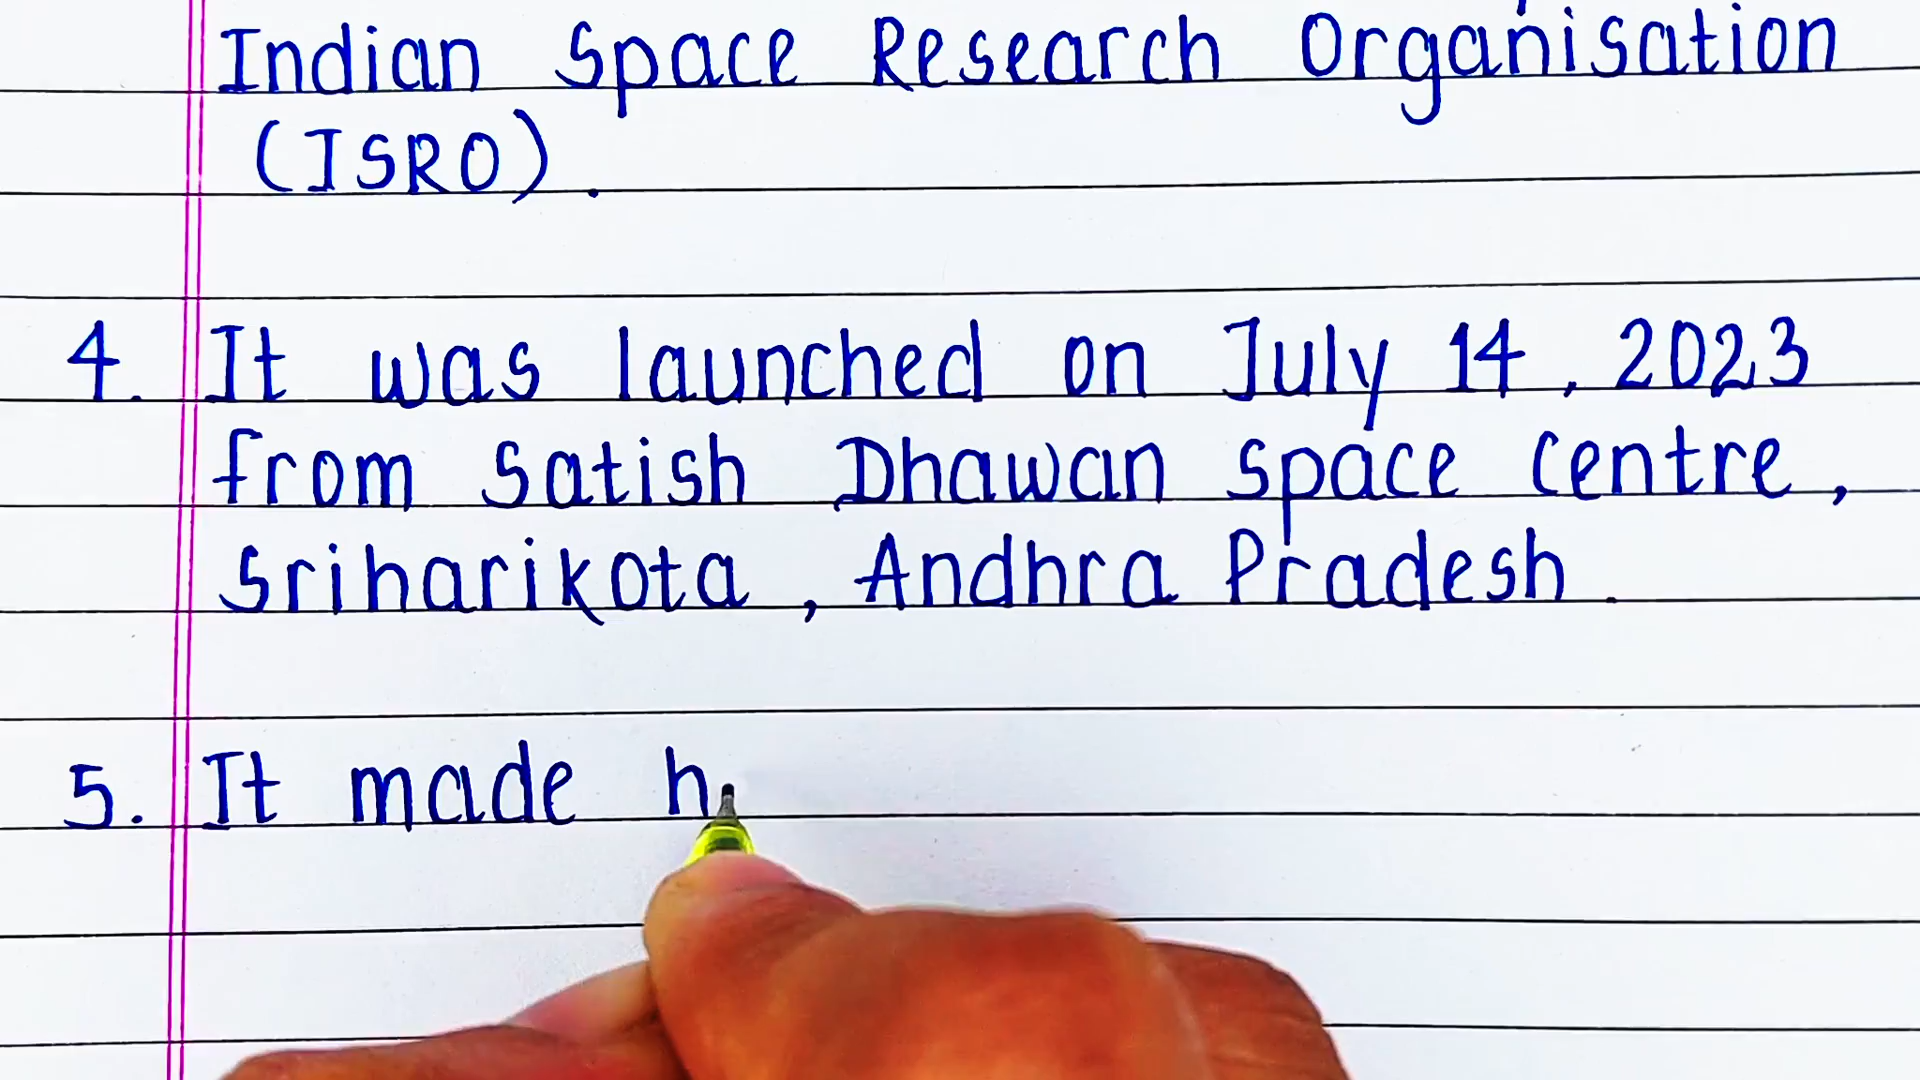 Indian Space Research Organisation
(ISRO).
4. It was launched on July 14, 2023
from Satish Dhawan Space Centre,
Sriharikota, Andhra Pradesh.
5. It made h